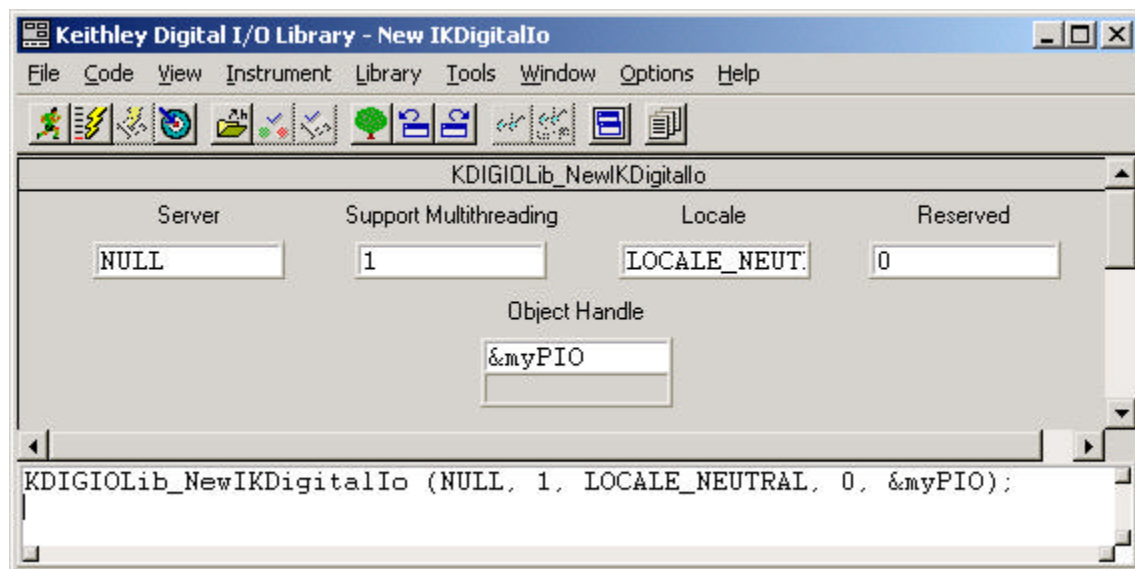 Keithley Digital I/O Library - New IKDigitalIo
File Code View Instrument Library Tools Window Options Help
KDIGIOLib_NewIKDigitalIo
Server Support Multithreading Locale Reserved
NULL 1 LOCALE_NEUT 0
Object Handle
&myPIO
KDIGIOLib_NewIKDigitalIo (NULL, 1, LOCALE_NEUTRAL, 0, &myPIO);